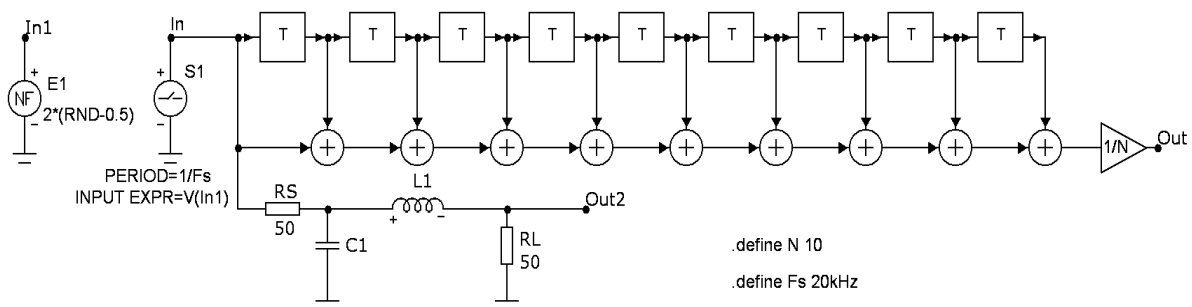 In1
In
T T T T T T T T T
+
E1
NF
2*(RND-0.5)
−
+
S1
−
+ + + + + + + + +
1/N
Out
PERIOD=1/Fs
INPUT EXPR=V(In1)
L1
+ −
RS
50
Out2
C1
RL
50
.define N 10
.define Fs 20kHz